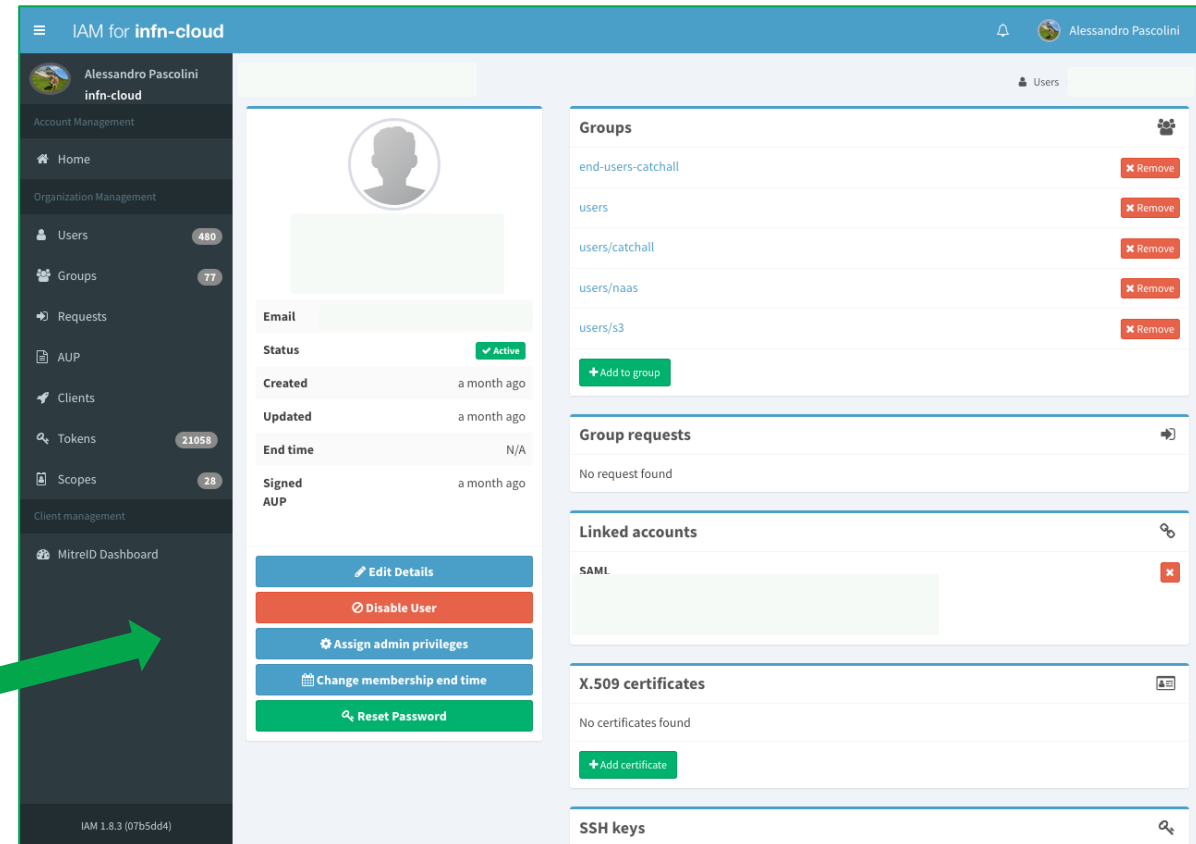 IAM for infn-cloud
Alessandro Pascolini
Alessandro Pascolini
infn-cloud
Account Management
Home
Organization Management
Users 480
Groups 77
Requests
AUP
Clients
Tokens 21058
Scopes 28
Client management
MitreID Dashboard
IAM 1.8.3 (07b5dd4)
Users
Email
Status Active
Created a month ago
Updated a month ago
End time N/A
Signed a month ago
AUP
Edit Details
Disable User
Assign admin privileges
Change membership end time
Reset Password
Groups
end-users-catchall Remove
users Remove
users/catchall Remove
users/naas Remove
users/s3 Remove
Add to group
Group requests
No request found
Linked accounts
SAML
X.509 certificates
No certificates found
Add certificate
SSH keys